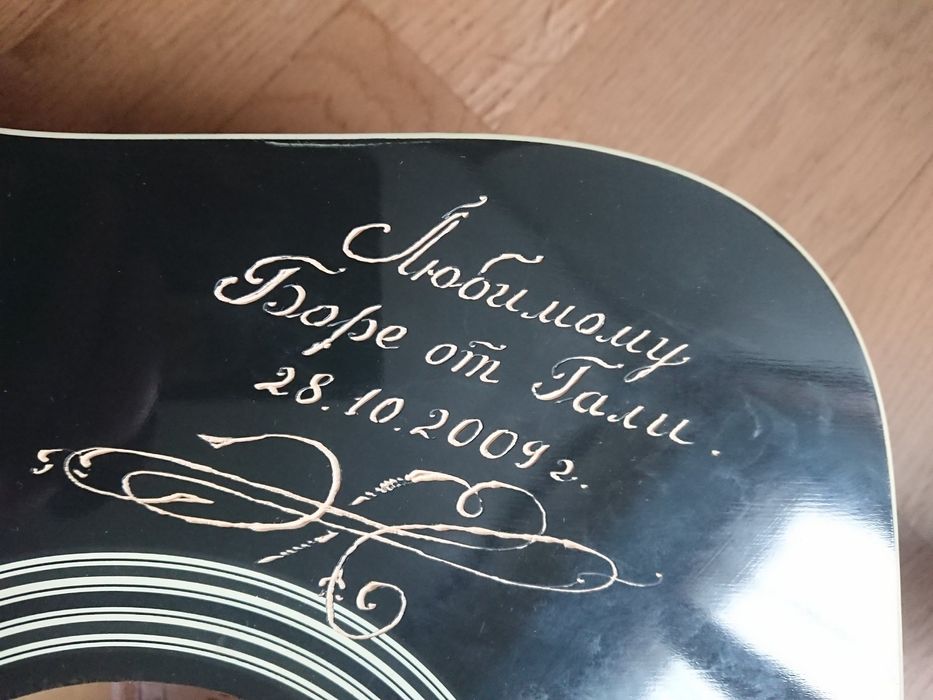 Любимому
Боре от Гали.
28.10.2009г.